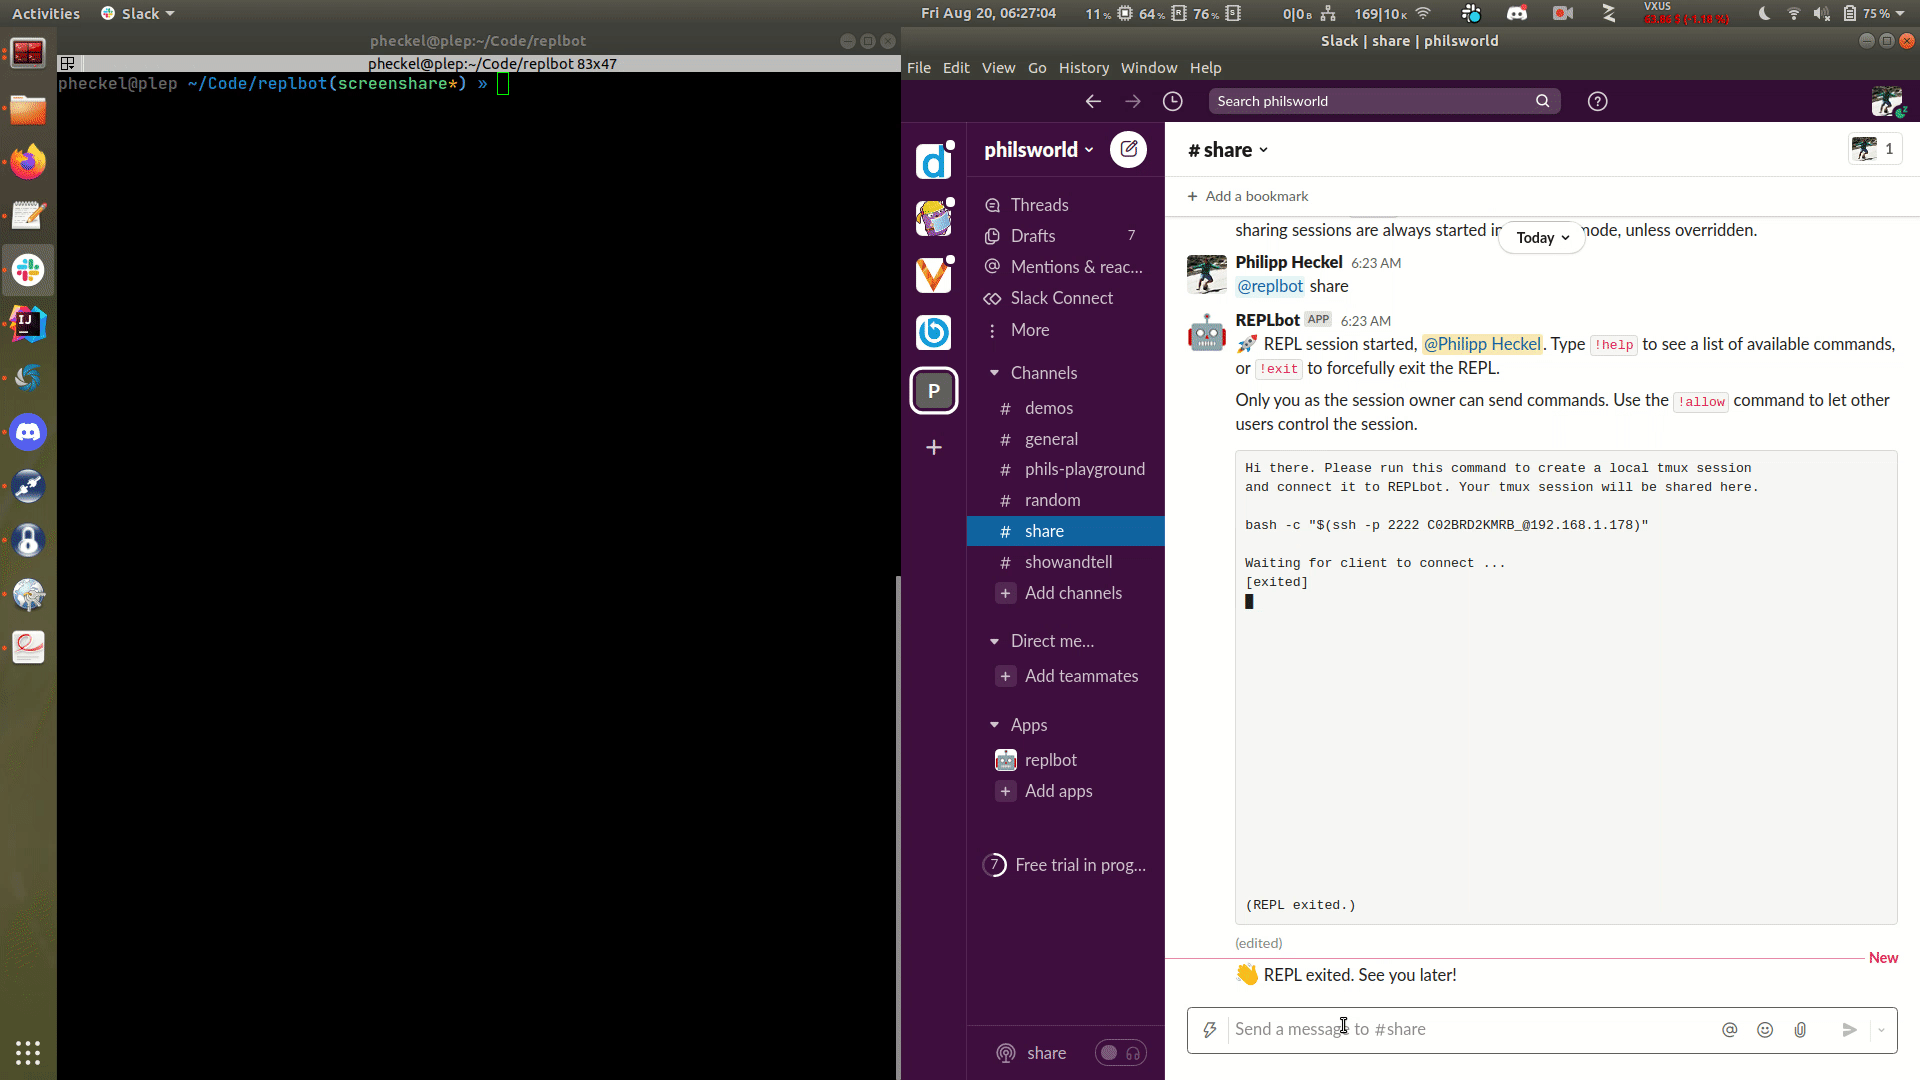 Activities
Slack
Fri Aug 20, 06:27:04
11 %
64 %
76 %
0|0 B
169|10 K
VXUS
75 %
pheckel@plep:~/Code/replbot
pheckel@plep:~/Code/replbot 83x47
pheckel@plep ~/Code/replbot(screenshare*) »
Slack | share | philsworld
File Edit View Go History Window Help
Search philsworld
philsworld
P
Threads
Drafts 7
Mentions & reac...
Slack Connect
More
Channels
# demos
# general
# phils-playground
# random
# share
# showandtell
+ Add channels
Direct me...
+ Add teammates
Apps
replbot
+ Add apps
7 Free trial in prog...
share
# share
1
+ Add a bookmark
Today
sharing sessions are always started in
mode, unless overridden.
Philipp Heckel 6:23 AM
@replbot share
REPLbot APP 6:23 AM
🚀 REPL session started, @Philipp Heckel. Type !help to see a list of available commands,
or !exit to forcefully exit the REPL.
Only you as the session owner can send commands. Use the !allow command to let other
users control the session.
Hi there. Please run this command to create a local tmux session
and connect it to REPLbot. Your tmux session will be shared here.
bash -c "$(ssh -p 2222 C02BRD2KMRB_@192.168.1.178)"
Waiting for client to connect ...
[exited]
(REPL exited.)
(edited)
New
👋 REPL exited. See you later!
Send a message to #share